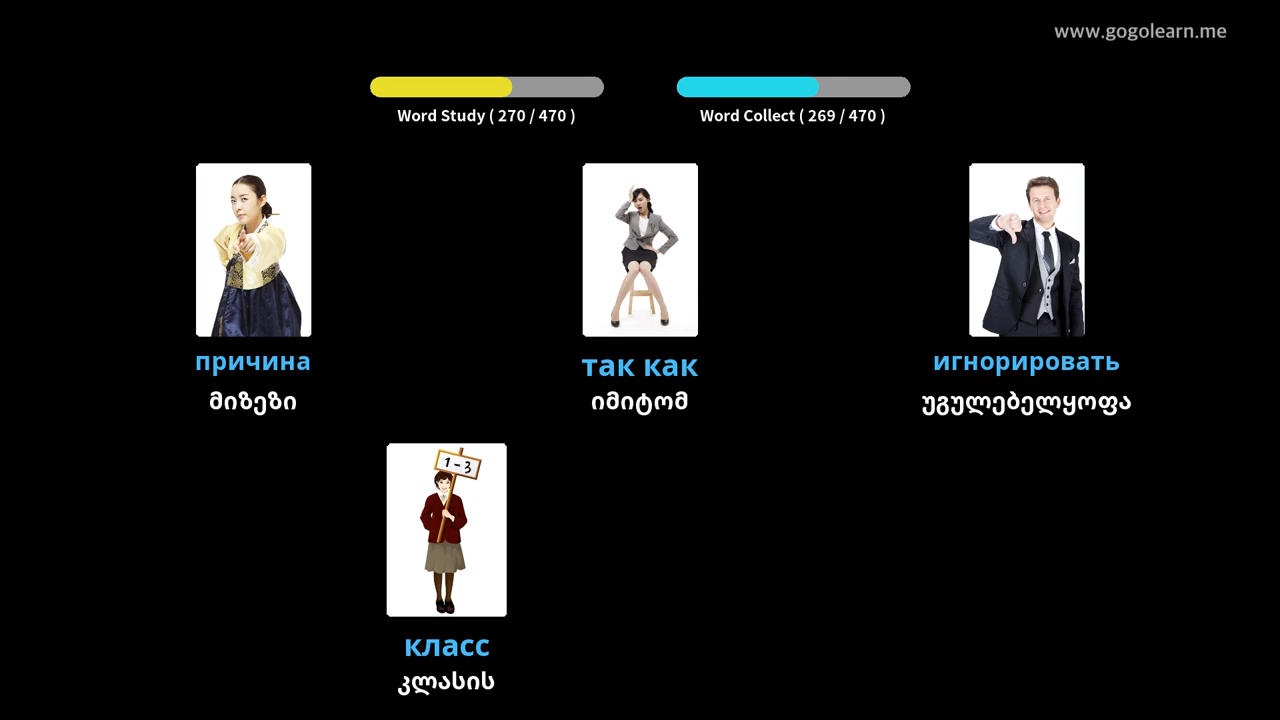 www.gogolearn.me
Word Study ( 270 / 470 )
Word Collect ( 269 / 470 )
причина
მიზეზი
так как
იმიტომ
игнорировать
უგულებელყოფა
1 - 3
класс
კლასის